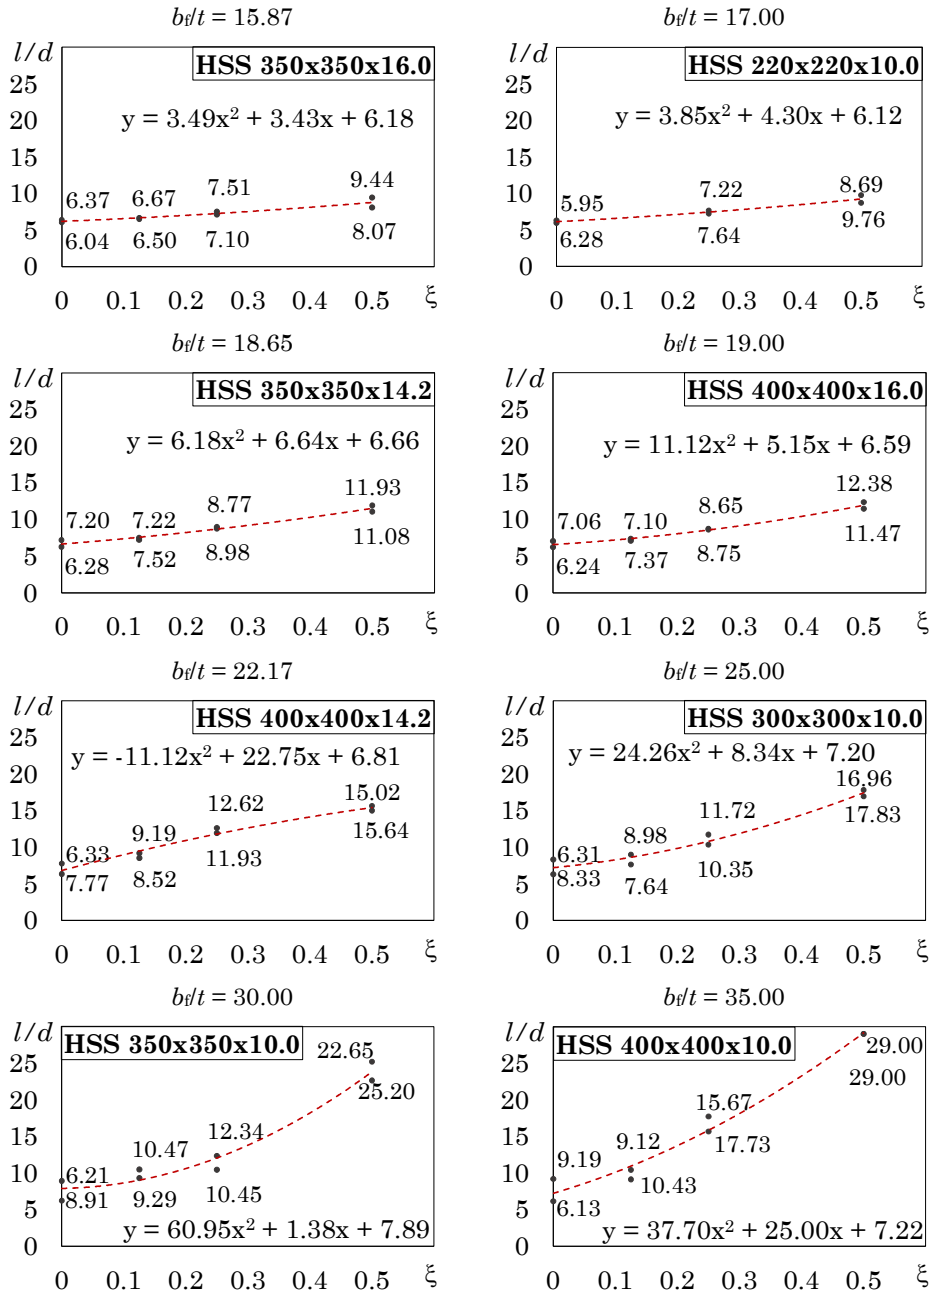 b_f/t = 15.87
l/d
HSS 350x350x16.0
25
y = 3.49x² + 3.43x + 6.18
20
15
10
6.37 6.67 7.51 9.44
5
6.04 6.50 7.10 8.07
0
0 0.1 0.2 0.3 0.4 0.5 ξ
b_f/t = 17.00
l/d
HSS 220x220x10.0
25
y = 3.85x² + 4.30x + 6.12
20
15
10
5.95 7.22 8.69
5
6.28 7.64 9.76
0
0 0.1 0.2 0.3 0.4 0.5 ξ
b_f/t = 18.65
l/d
HSS 350x350x14.2
25
y = 6.18x² + 6.64x + 6.66
20
15
10
7.20 7.22 8.77 11.93
5
6.28 7.52 8.98 11.08
0
0 0.1 0.2 0.3 0.4 0.5 ξ
b_f/t = 19.00
l/d
HSS 400x400x16.0
25
y = 11.12x² + 5.15x + 6.59
20
15
10
7.06 7.10 8.65 12.38
5
6.24 7.37 8.75 11.47
0
0 0.1 0.2 0.3 0.4 0.5 ξ
b_f/t = 22.17
l/d
HSS 400x400x14.2
25
y = -11.12x² + 22.75x + 6.81
20
15
10
6.33 9.19 12.62 15.02
5
7.77 8.52 11.93 15.64
0
0 0.1 0.2 0.3 0.4 0.5 ξ
b_f/t = 25.00
l/d
HSS 300x300x10.0
25
y = 24.26x² + 8.34x + 7.20
20
15
10
6.31 8.98 11.72 16.96
5
8.33 7.64 10.35 17.83
0
0 0.1 0.2 0.3 0.4 0.5 ξ
b_f/t = 30.00
l/d
HSS 350x350x10.0
25
20
15
10
6.21 10.47 12.34 22.65
5
8.91 9.29 10.45 25.20
y = 60.95x² + 1.38x + 7.89
0
0 0.1 0.2 0.3 0.4 0.5 ξ
b_f/t = 35.00
l/d
HSS 400x400x10.0
25
20
15
10
9.19 9.12 15.67 29.00
5
6.13 10.43 17.73 29.00
y = 37.70x² + 25.00x + 7.22
0
0 0.1 0.2 0.3 0.4 0.5 ξ